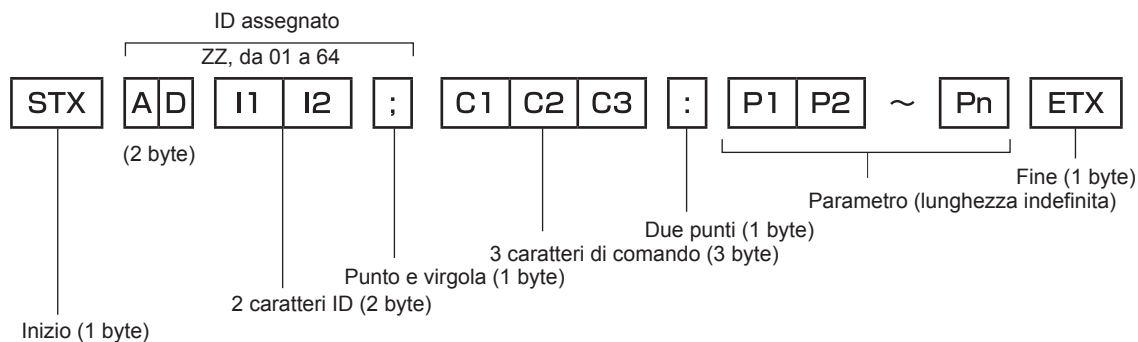 ID assegnato
ZZ, da 01 a 64
STX A D I1 I2 ; C1 C2 C3 : P1 P2 ~ Pn ETX
(2 byte)
Fine (1 byte)
Parametro (lunghezza indefinita)
Due punti (1 byte)
3 caratteri di comando (3 byte)
Punto e virgola (1 byte)
2 caratteri ID (2 byte)
Inizio (1 byte)